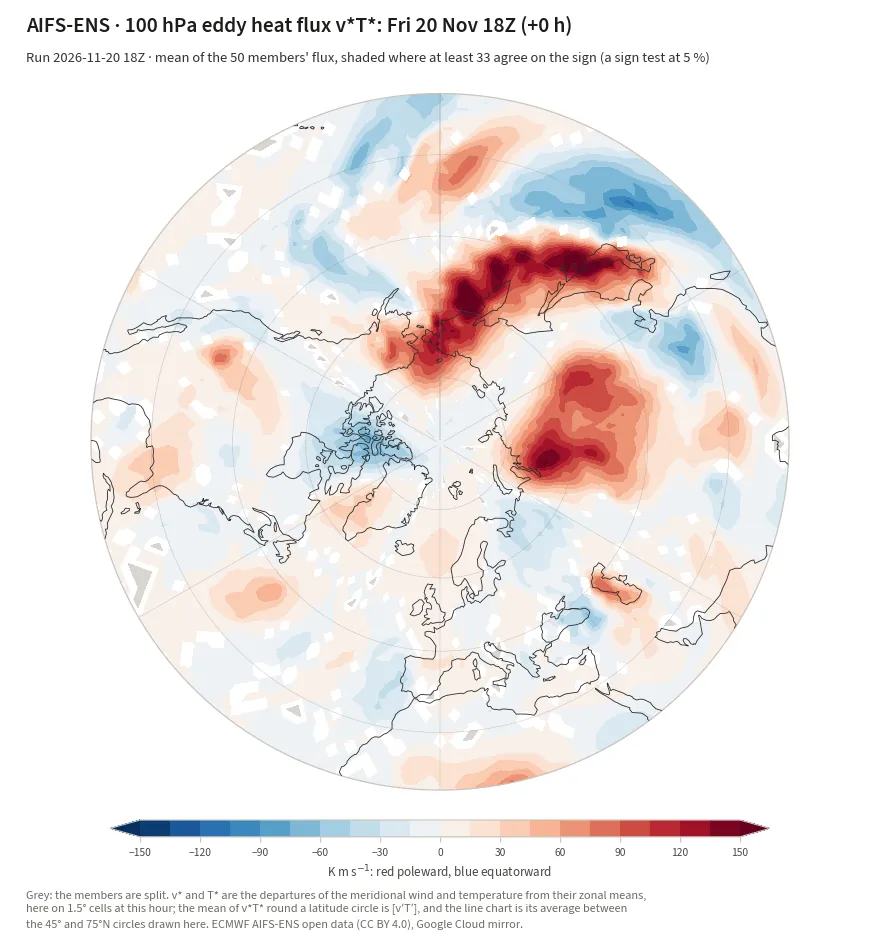 AIFS-ENS · 100 hPa eddy heat flux v*T*: Fri 20 Nov 18Z (+0 h)
Run 2026-11-20 18Z · mean of the 50 members' flux, shaded where at least 33 agree on the sign (a sign test at 5 %)
−150 −120 −90 −60 −30 0 30 60 90 120 150
K m s⁻¹: red poleward, blue equatorward
Grey: the members are split. v* and T* are the departures of the meridional wind and temperature from their zonal means,
here on 1.5° cells at this hour; the mean of v*T* round a latitude circle is [v′T′], and the line chart is its average between
the 45° and 75°N circles drawn here. ECMWF AIFS-ENS open data (CC BY 4.0), Google Cloud mirror.